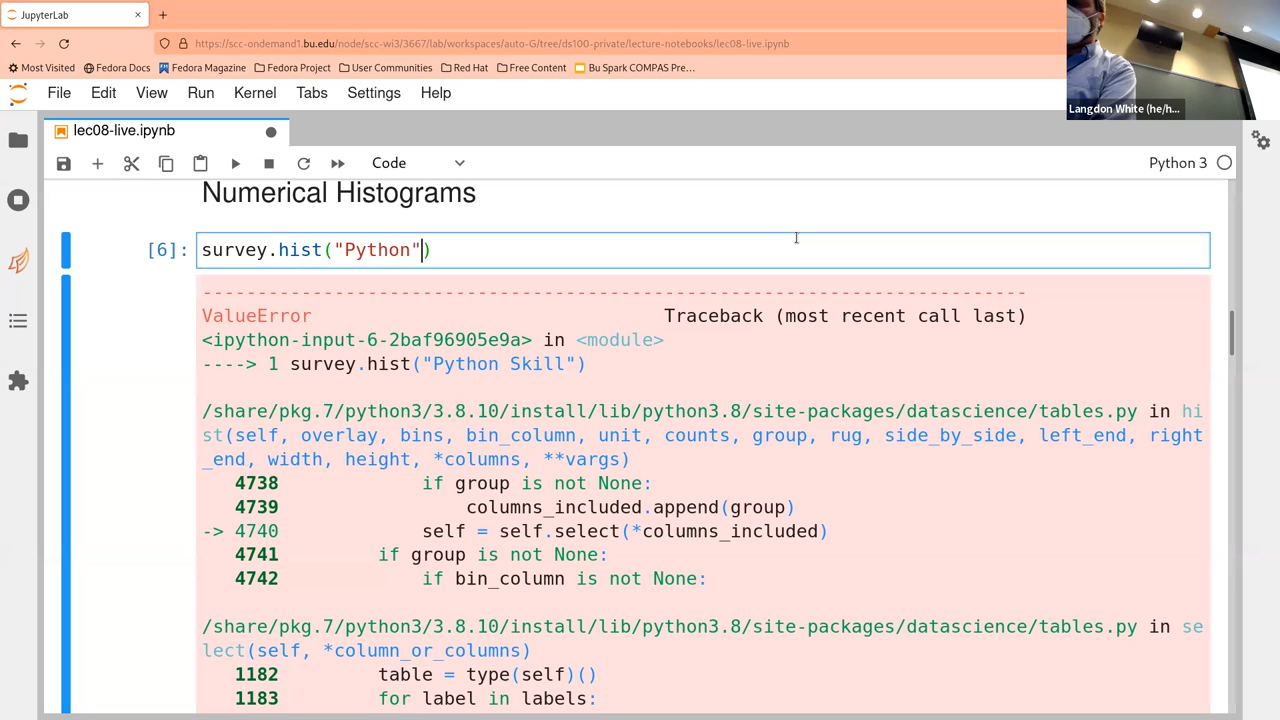 JupyterLab
https://scc-ondemand1.bu.edu/node/scc-wi3/3667/lab/workspaces/auto-G/tree/ds100-private/lecture-notebooks/lec08-live.ipynb
Most Visited Fedora Docs Fedora Magazine Fedora Project User Communities Red Hat Free Content Bu Spark COMPAS Pre...
Langdon White (he/h...
File Edit View Run Kernel Tabs Settings Help
lec08-live.ipynb
Code Python 3
Numerical Histograms
[6]: survey.hist("Python")
---------------------------------------------------------------------------
ValueError Traceback (most recent call last)
<ipython-input-6-2baf96905e9a> in <module>
----> 1 survey.hist("Python Skill")
/share/pkg.7/python3/3.8.10/install/lib/python3.8/site-packages/datascience/tables.py in hi
st(self, overlay, bins, bin_column, unit, counts, group, rug, side_by_side, left_end, right
_end, width, height, *columns, **vargs)
4738 if group is not None:
4739 columns_included.append(group)
-> 4740 self = self.select(*columns_included)
4741 if group is not None:
4742 if bin_column is not None:
/share/pkg.7/python3/3.8.10/install/lib/python3.8/site-packages/datascience/tables.py in se
lect(self, *column_or_columns)
1182 table = type(self)()
1183 for label in labels: